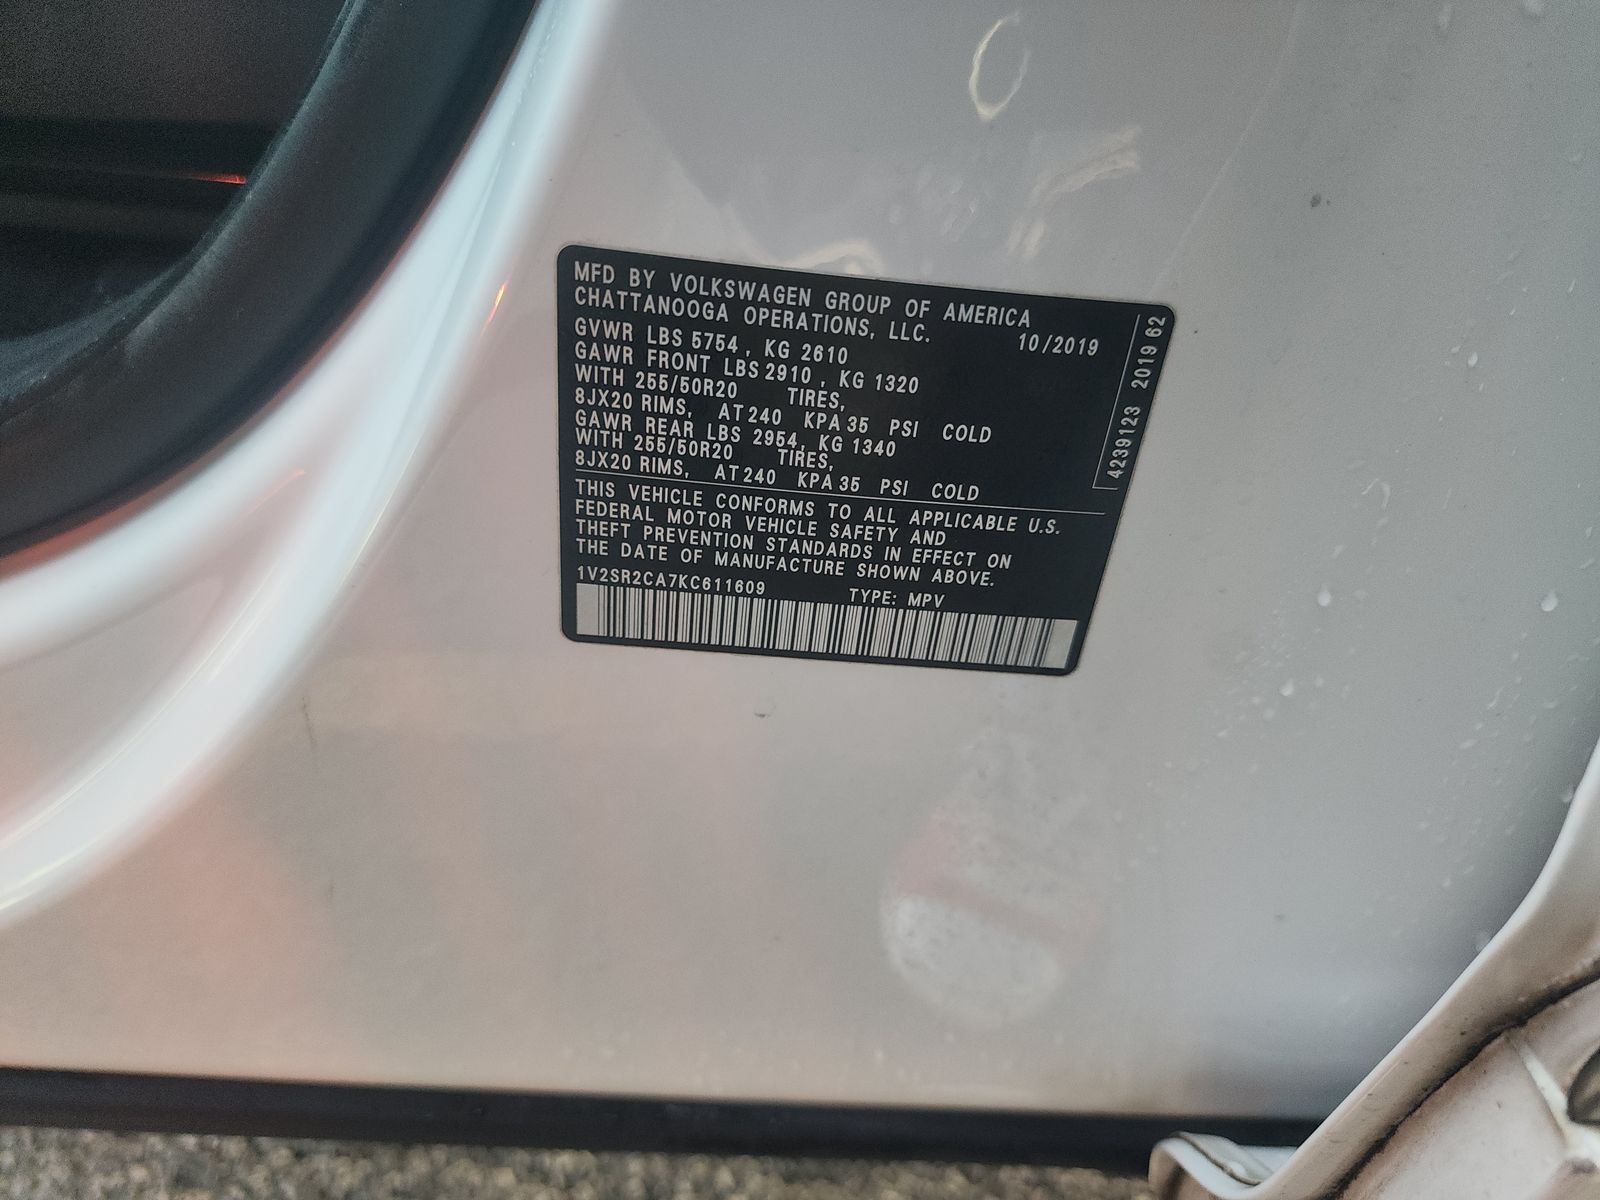 MFD BY VOLKSWAGEN GROUP OF AMERICA
CHATTANOOGA OPERATIONS, LLC. 10/2019
GVWR LBS 5754, KG 2610
GAWR FRONT LBS 2910, KG 1320
WITH 255/50R20 TIRES,
8JX20 RIMS, AT 240 KPA 35 PSI COLD
GAWR REAR LBS 2954, KG 1340
WITH 255/50R20 TIRES,
8JX20 RIMS, AT 240 KPA 35 PSI COLD
THIS VEHICLE CONFORMS TO ALL APPLICABLE U.S.
FEDERAL MOTOR VEHICLE SAFETY AND
THEFT PREVENTION STANDARDS IN EFFECT ON
THE DATE OF MANUFACTURE SHOWN ABOVE.
1V2SR2CA7KC611609 TYPE: MPV
4239123 2019 62